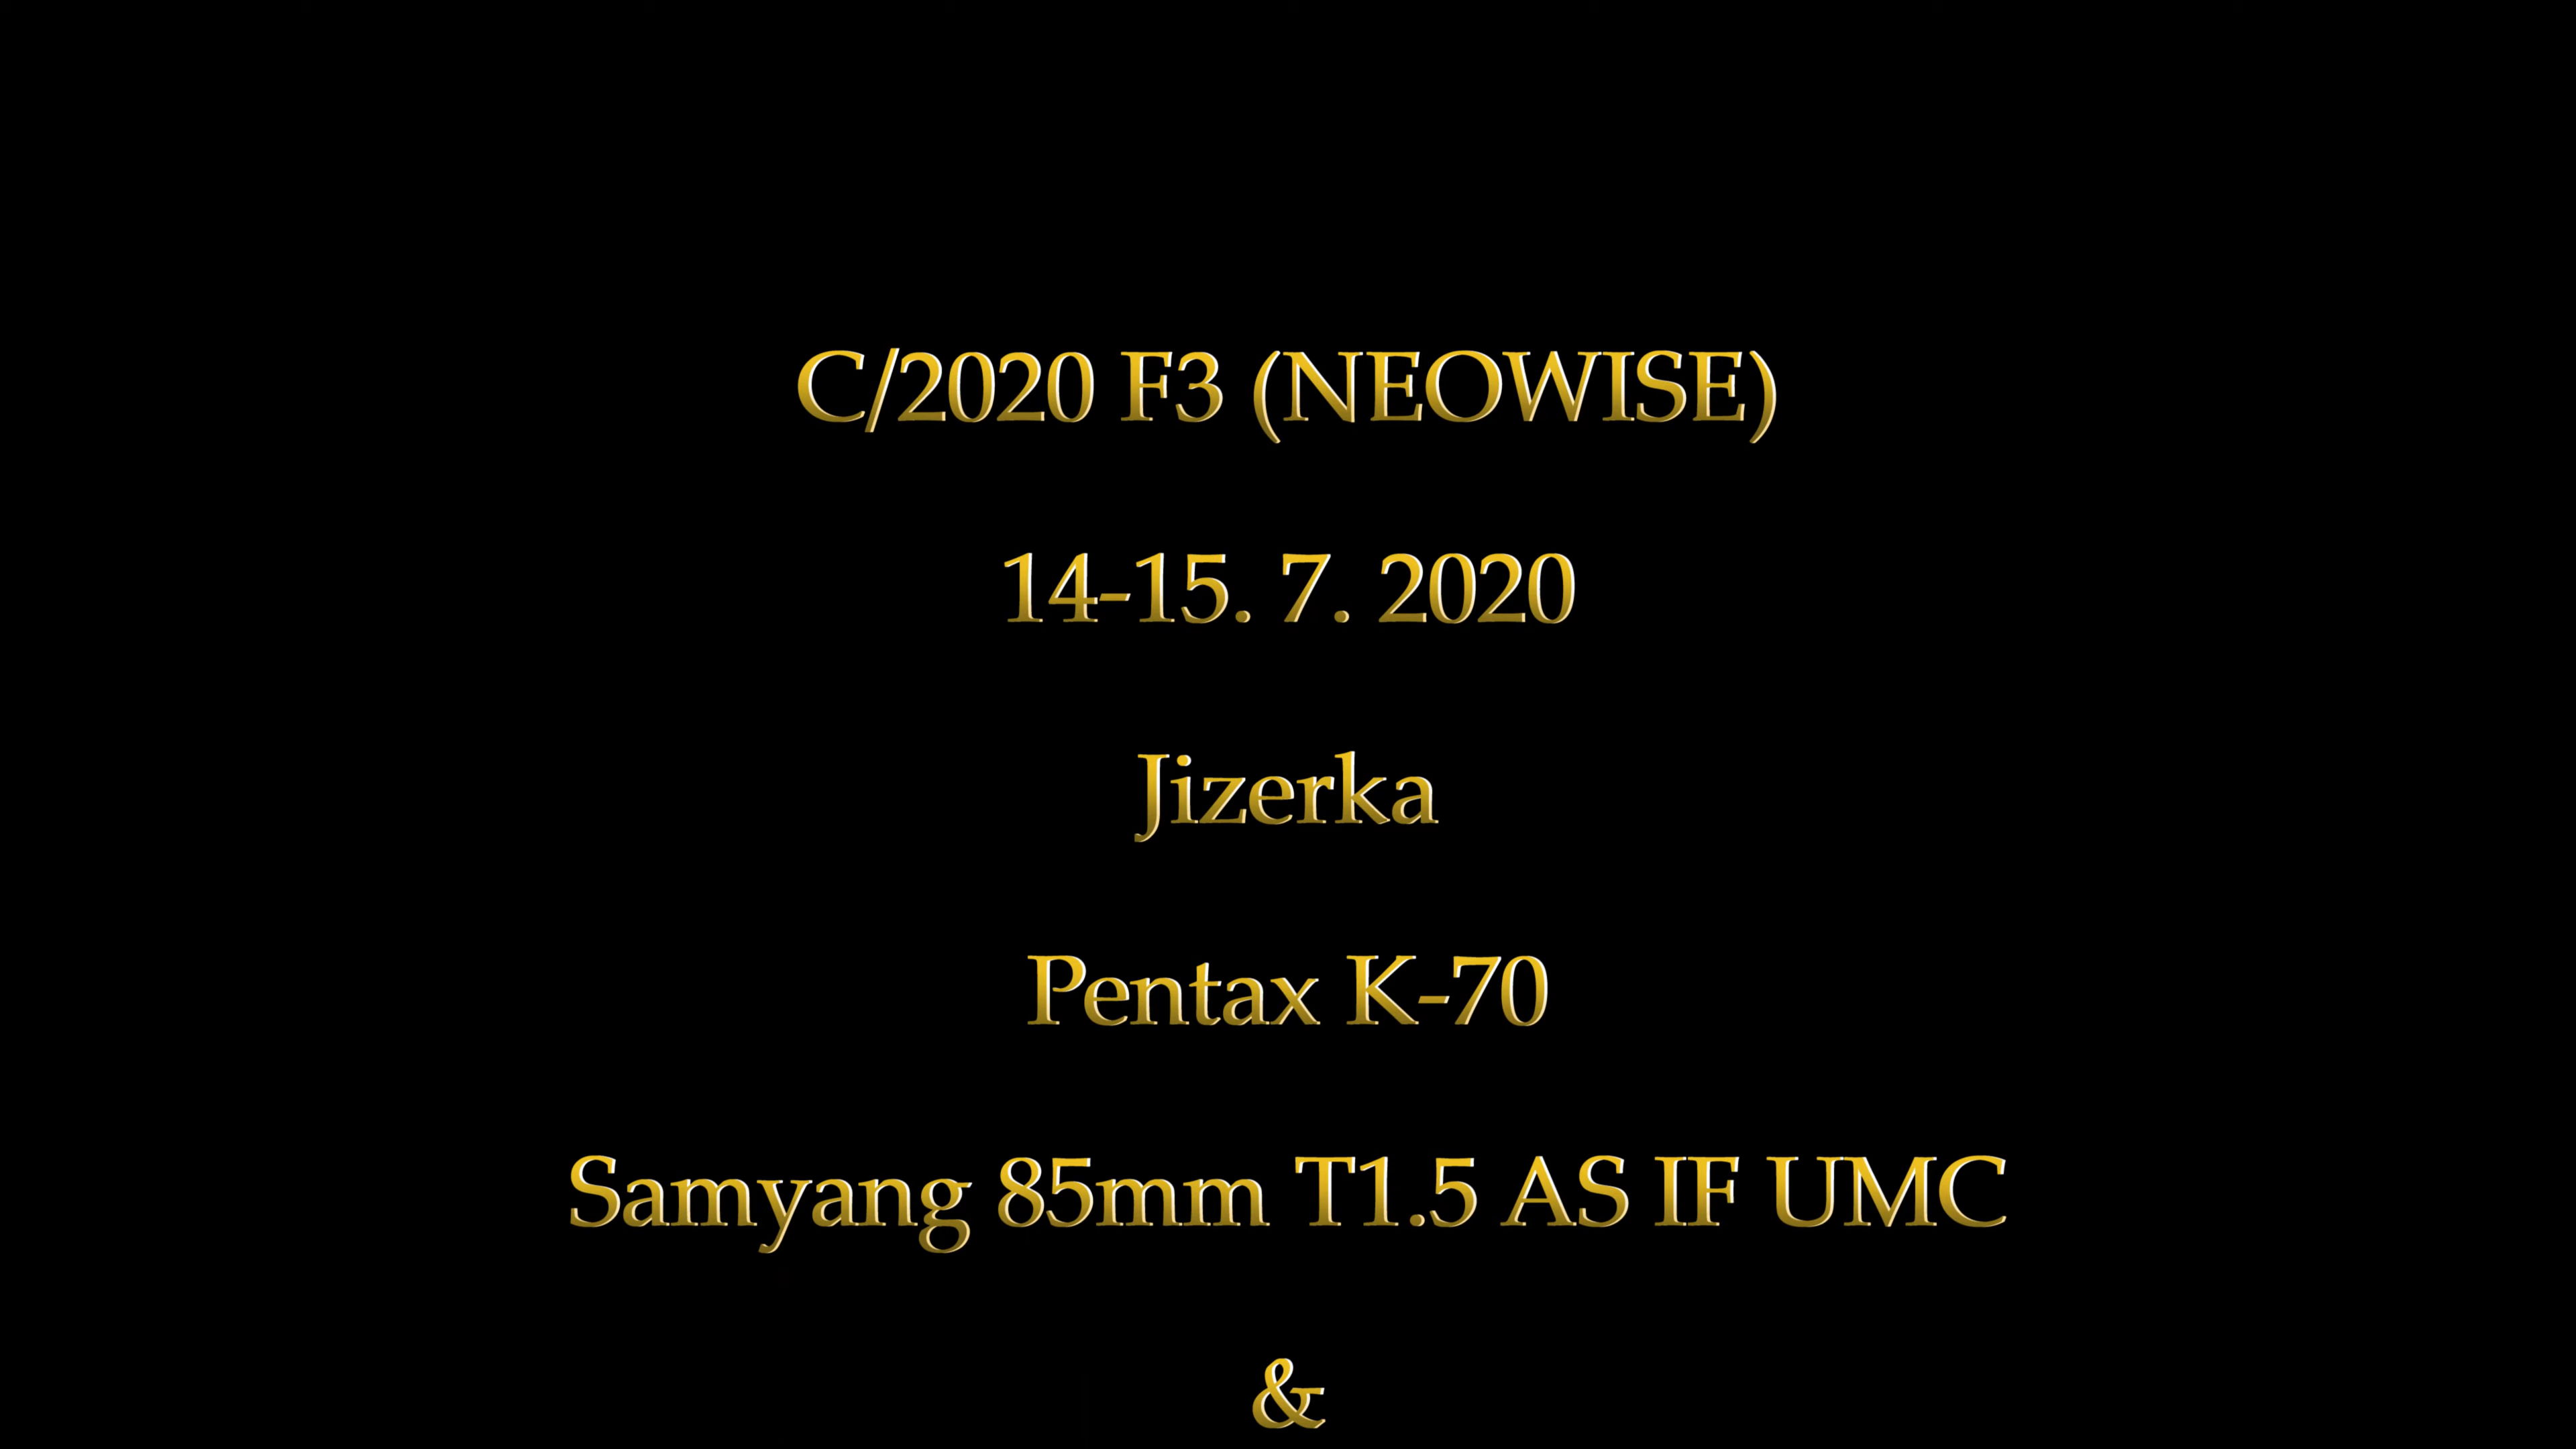 C/2020 F3 (NEOWISE)
14-15. 7. 2020
Jizerka
Pentax K-70
Samyang 85mm T1.5 AS IF UMC
&